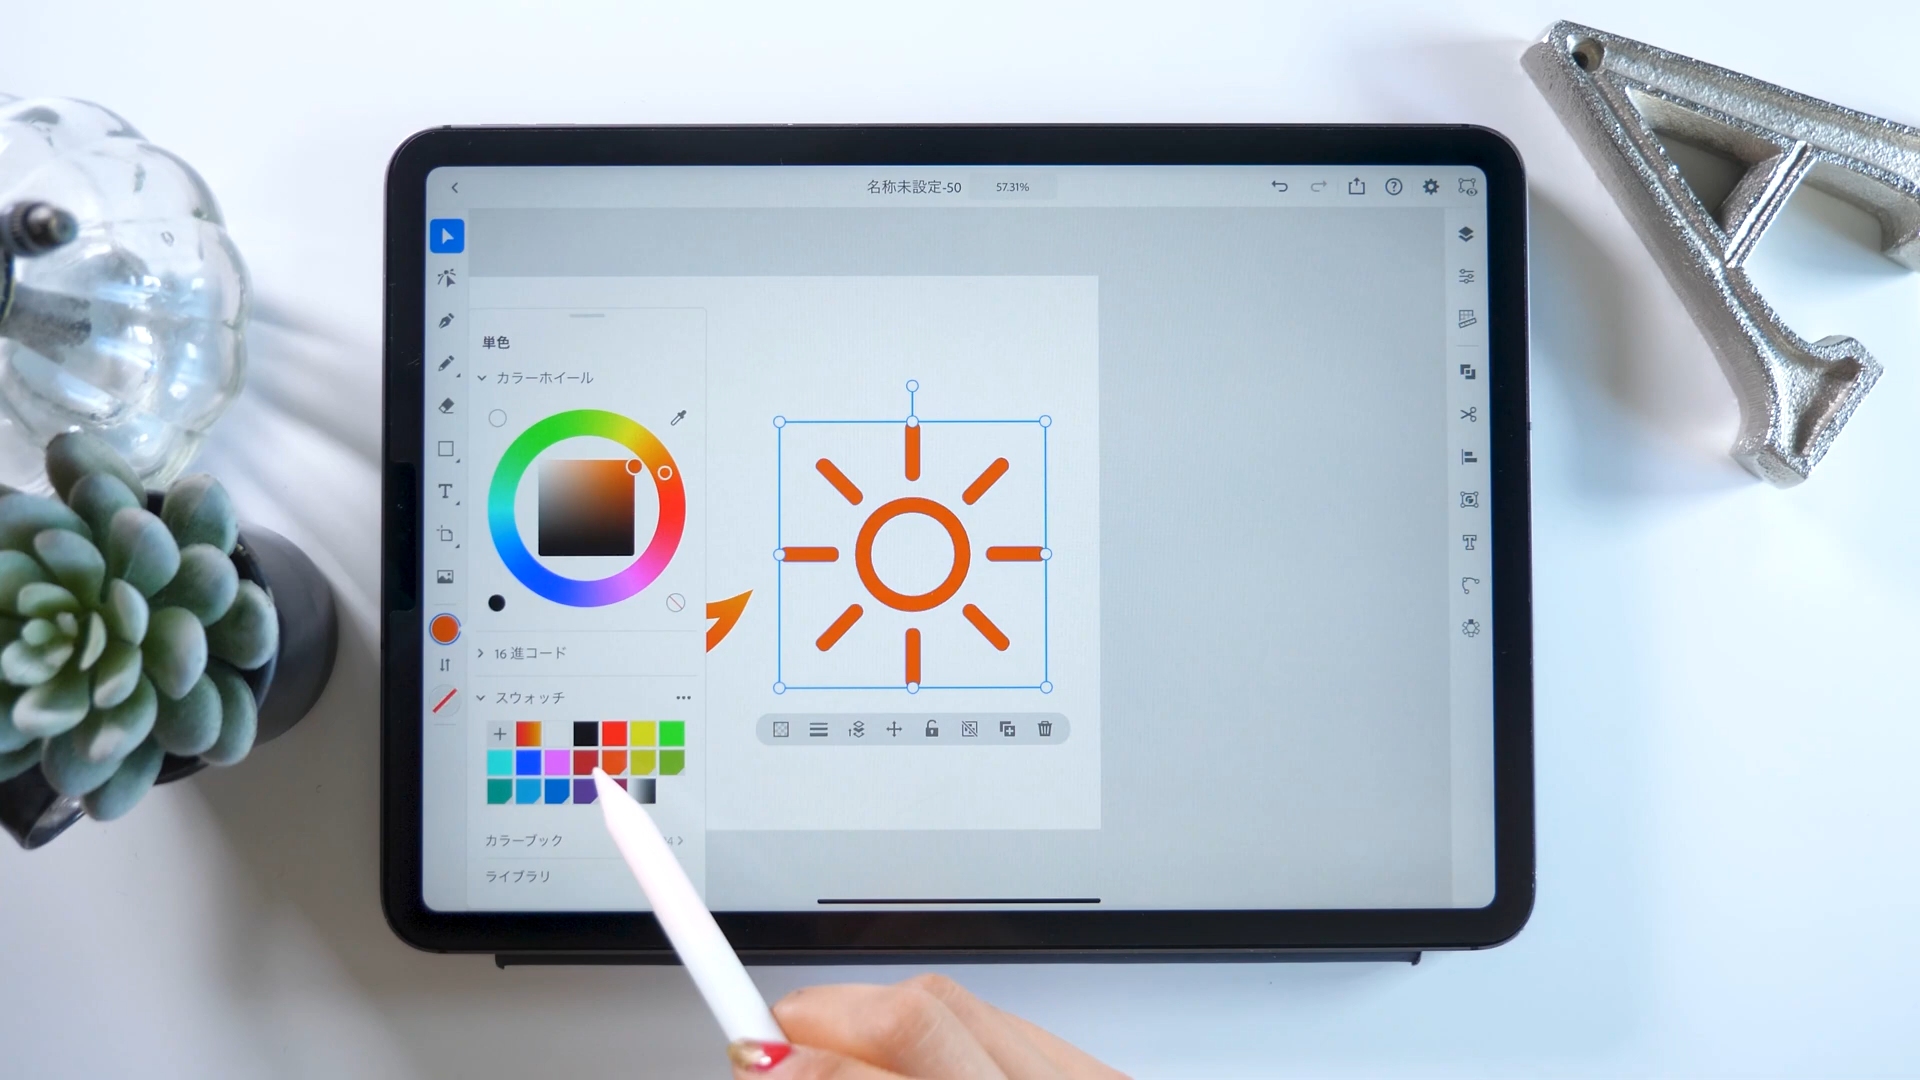 名称未設定-50
57.31%
単色
カラーホイール
16 進コード
スウォッチ
カラーブック
ライブラリ